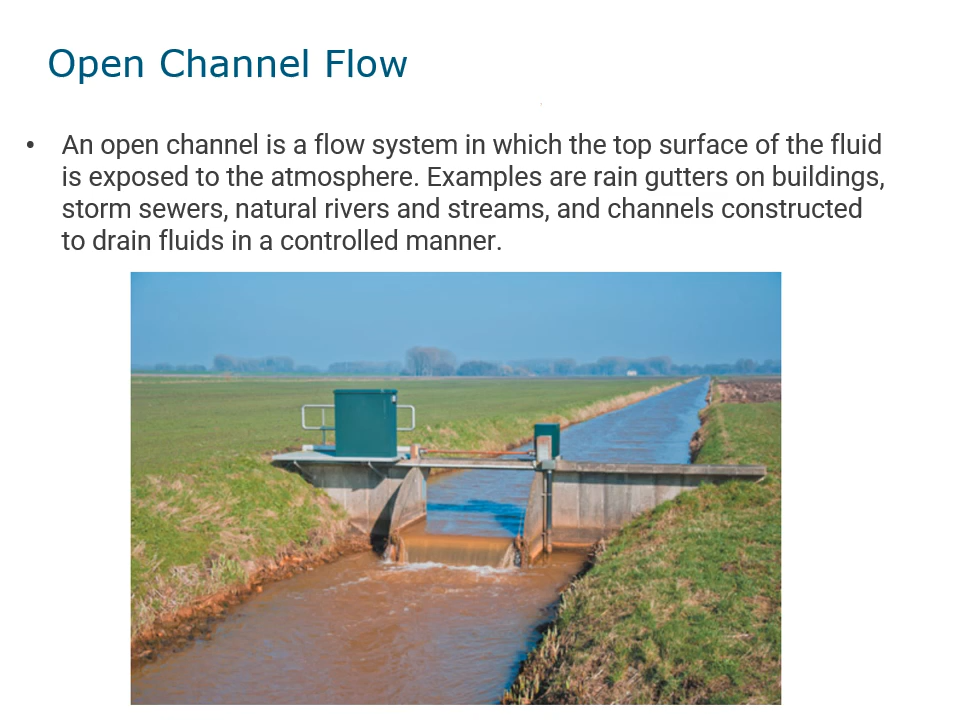 Open Channel Flow
• An open channel is a flow system in which the top surface of the fluid
is exposed to the atmosphere. Examples are rain gutters on buildings,
storm sewers, natural rivers and streams, and channels constructed
to drain fluids in a controlled manner.